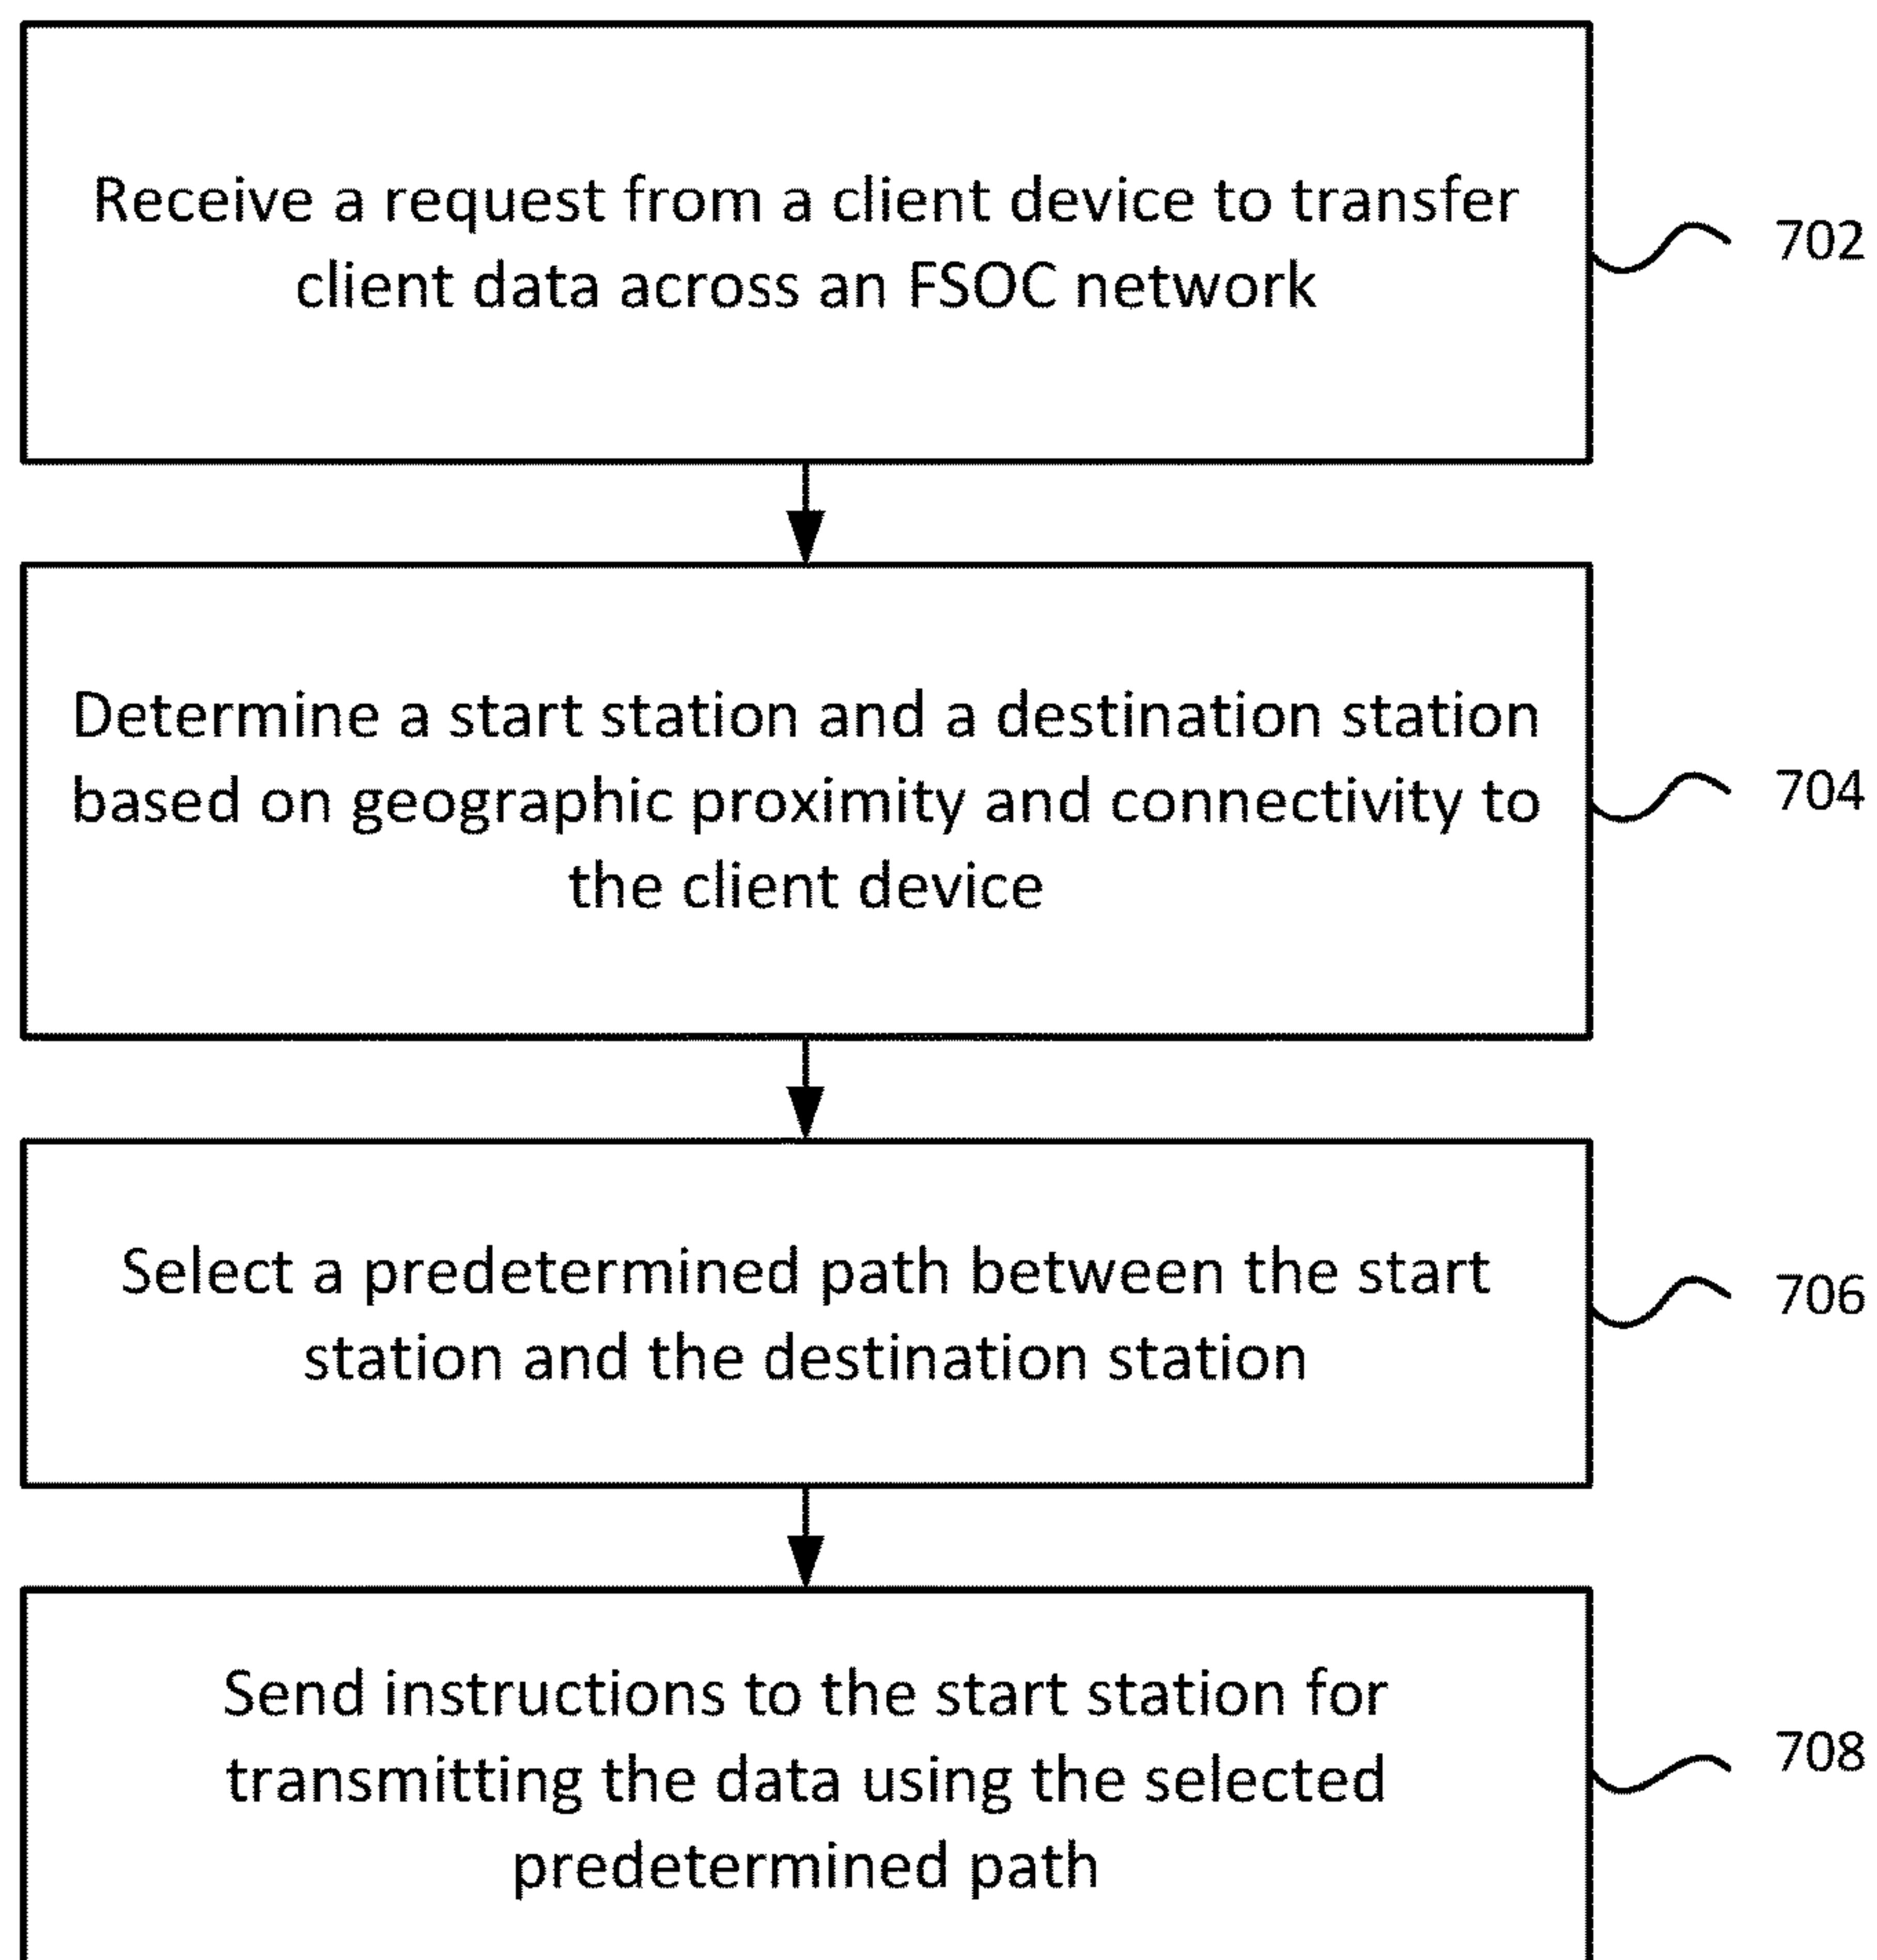 Receive a request from a client device to transfer
client data across an FSOC network
702
Determine a start station and a destination station
based on geographic proximity and connectivity to
the client device
704
Select a predetermined path between the start
station and the destination station
706
Send instructions to the start station for
transmitting the data using the selected
predetermined path
708